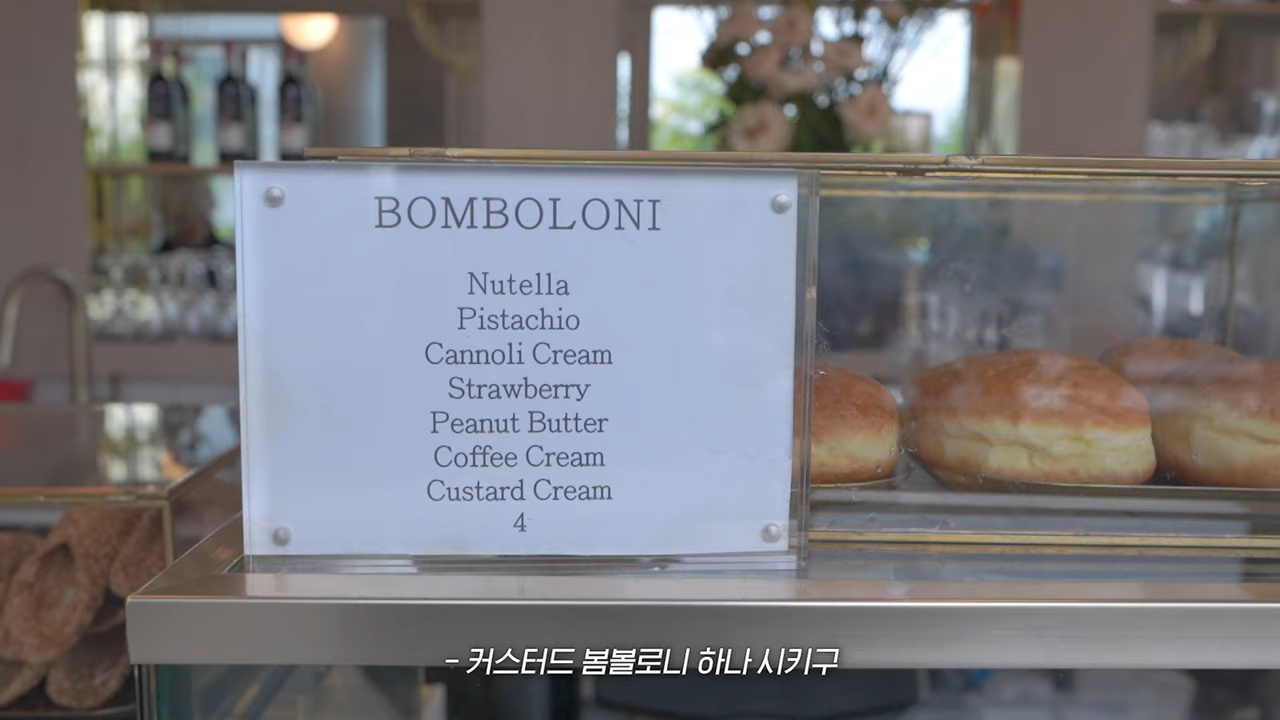 BOMBOLONI
Nutella
Pistachio
Cannoli Cream
Strawberry
Peanut Butter
Coffee Cream
Custard Cream
4
- 커스터드 봄볼로니 하나 시키구